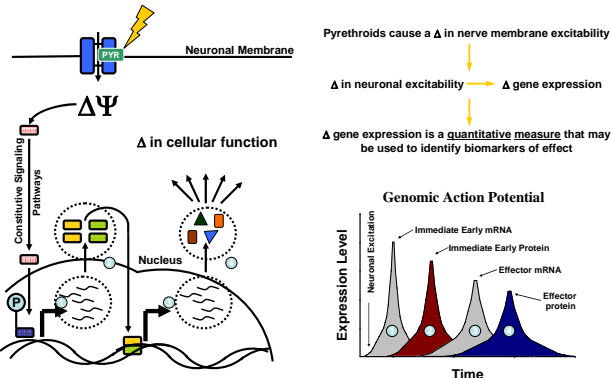 PYR
Neuronal Membrane
ΔΨ
Δ in cellular function
Constitutive Signaling
Pathways
Nucleus
P
Pyrethroids cause a Δ in nerve membrane excitability
Δ in neuronal excitability
Δ gene expression
Δ gene expression is a quantitative measure that may
be used to identify biomarkers of effect
Genomic Action Potential
Expression Level
Neuronal Excitation
Immediate Early mRNA
Immediate Early Protein
Effector mRNA
Effector
protein
Time